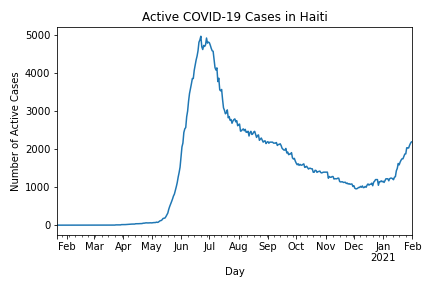 Active COVID-19 Cases in Haiti
Number of Active Cases
5000
4000
3000
2000
1000
0
Feb Mar Apr May Jun Jul Aug Sep Oct Nov Dec Jan Feb
2021
Day